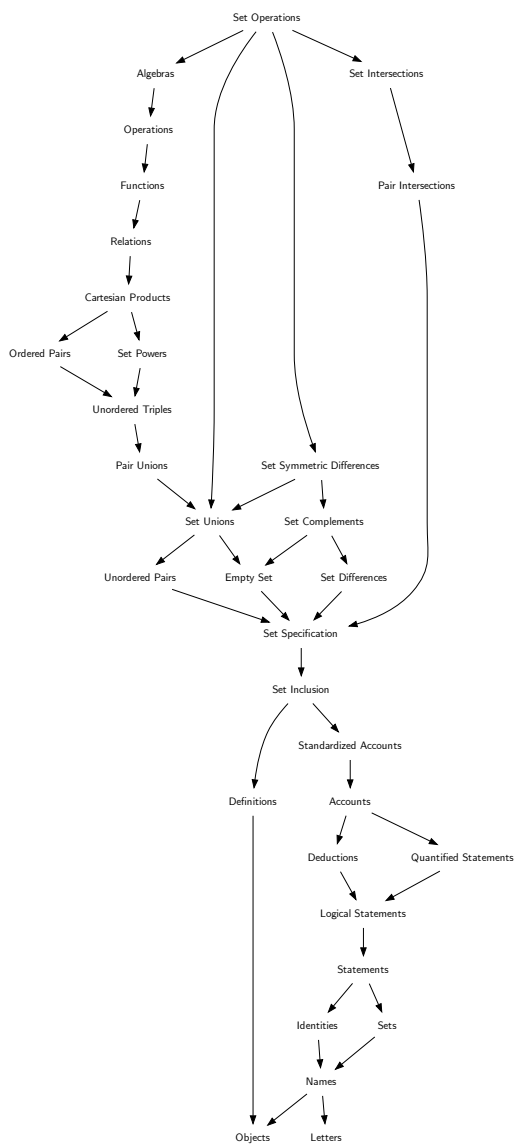 Set Operations
Algebras
Set Intersections
Operations
Functions
Pair Intersections
Relations
Cartesian Products
Ordered Pairs
Set Powers
Unordered Triples
Pair Unions
Set Symmetric Differences
Set Unions
Set Complements
Unordered Pairs
Empty Set
Set Differences
Set Specification
Set Inclusion
Standardized Accounts
Definitions
Accounts
Deductions
Quantified Statements
Logical Statements
Statements
Identities
Sets
Names
Objects
Letters